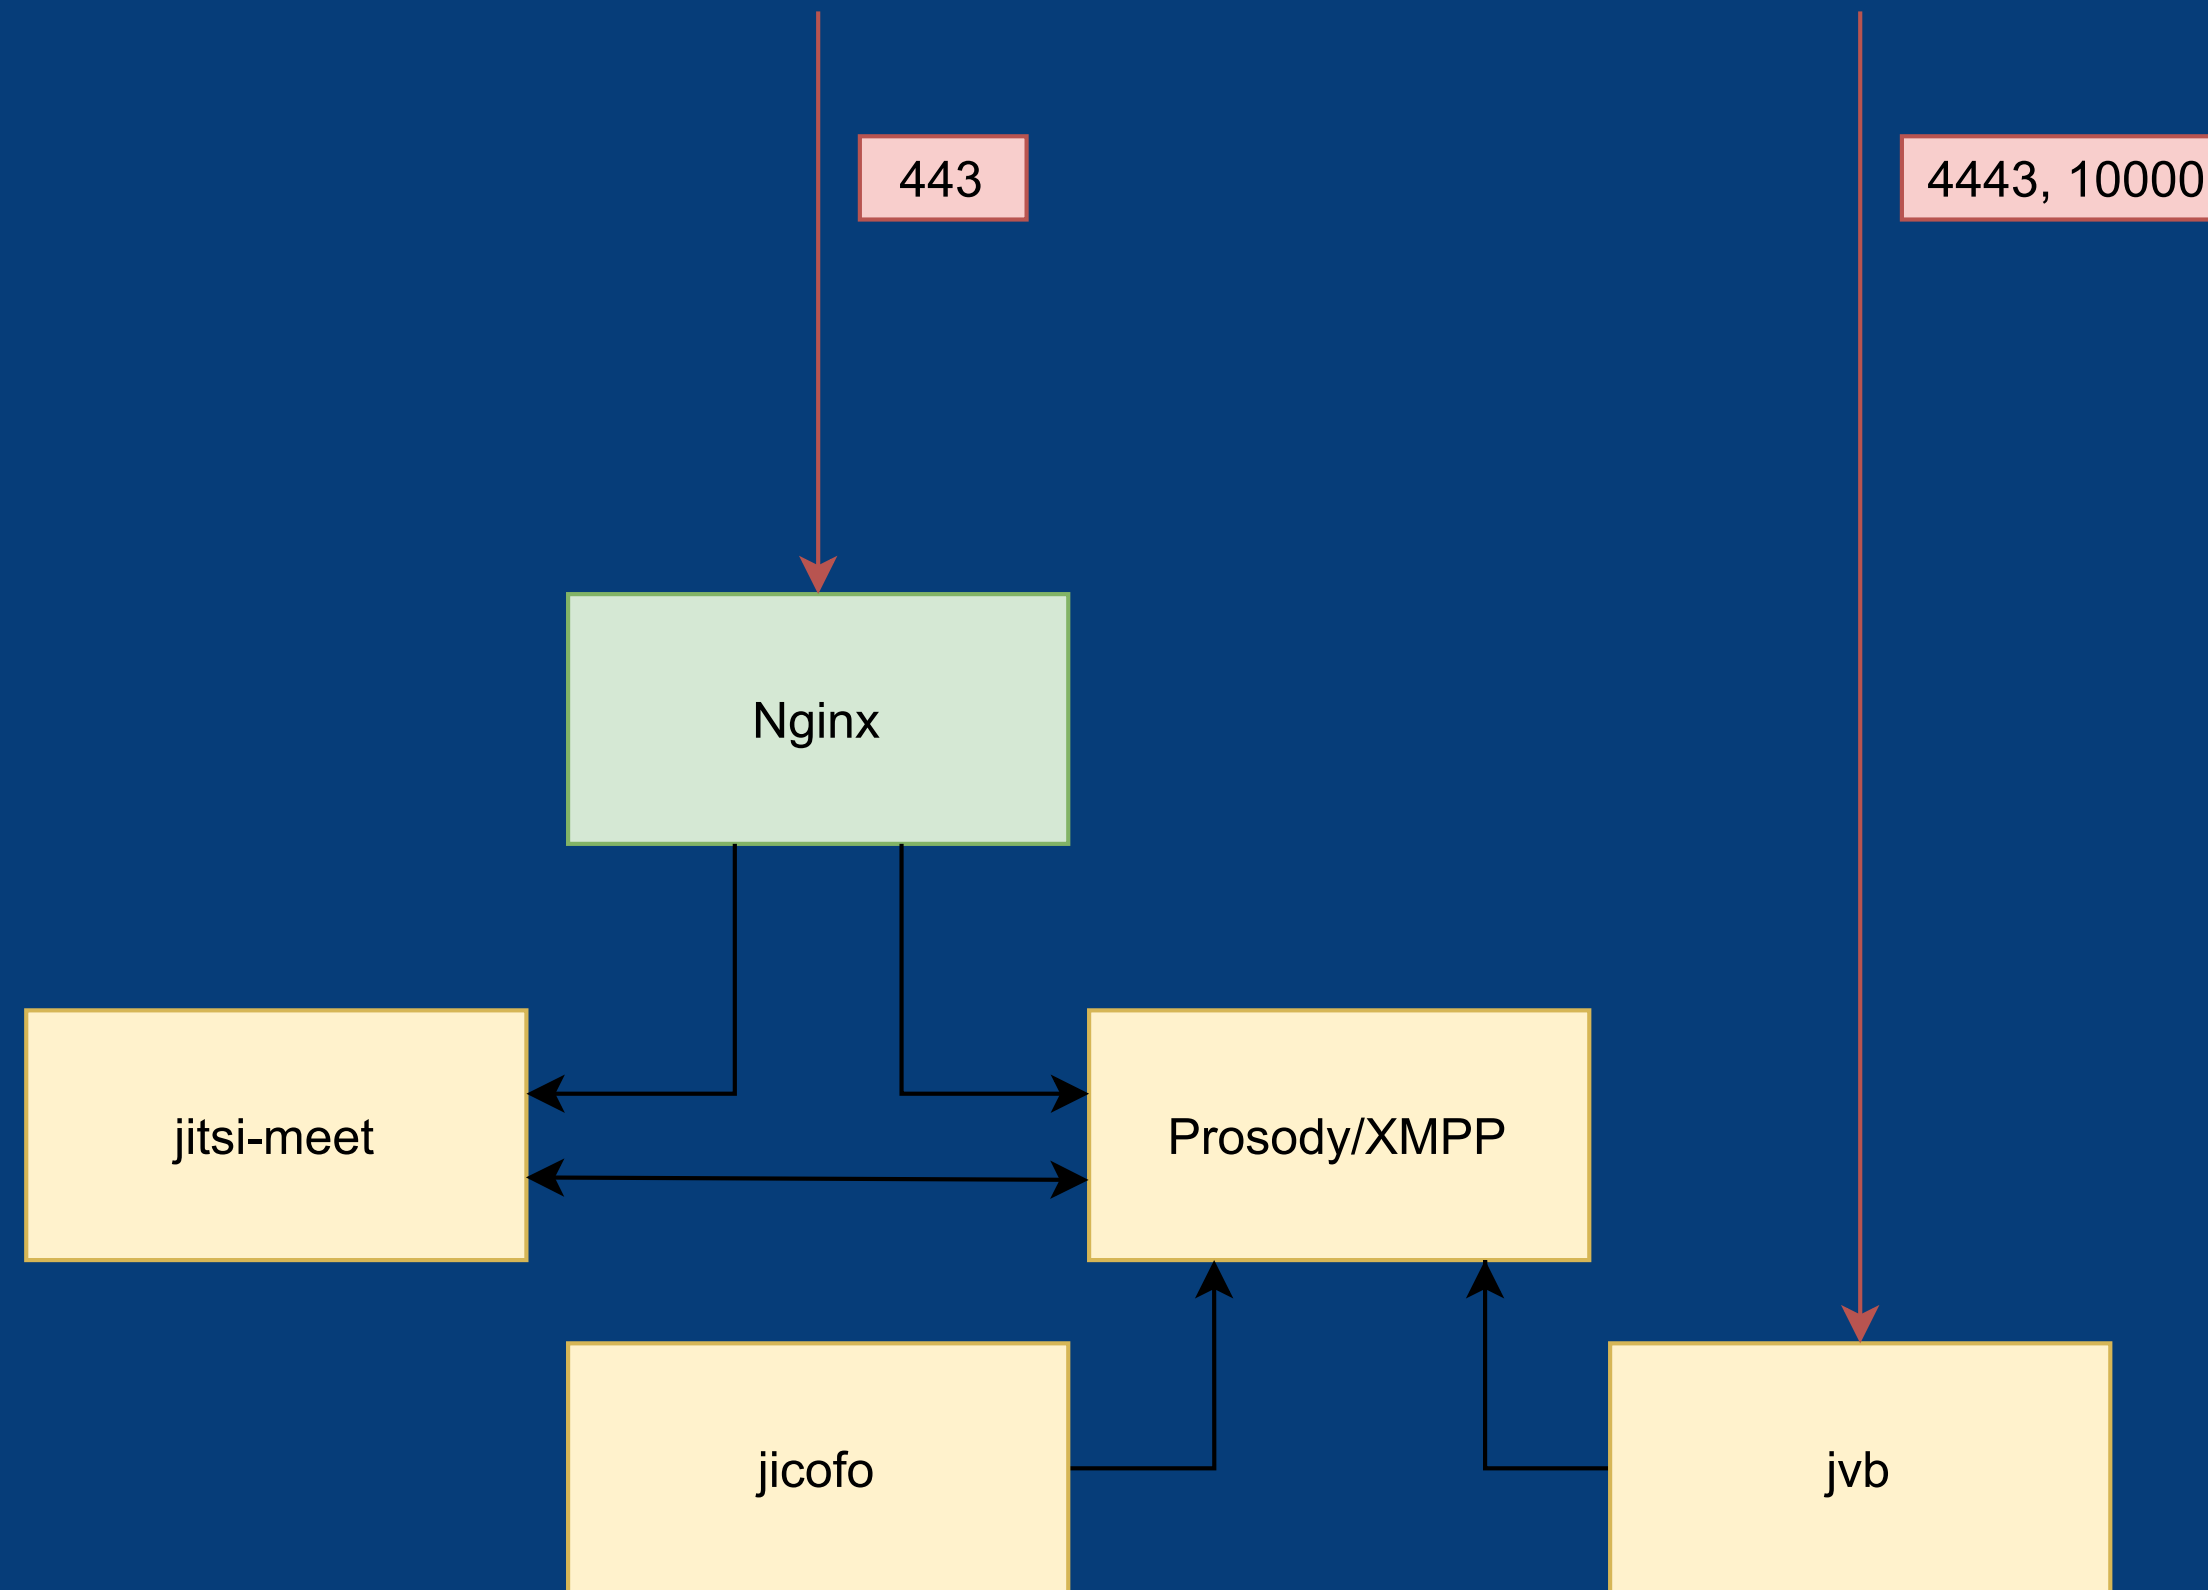 443
4443, 10000
Nginx
jitsi-meet
Prosody/XMPP
jicofo
jvb